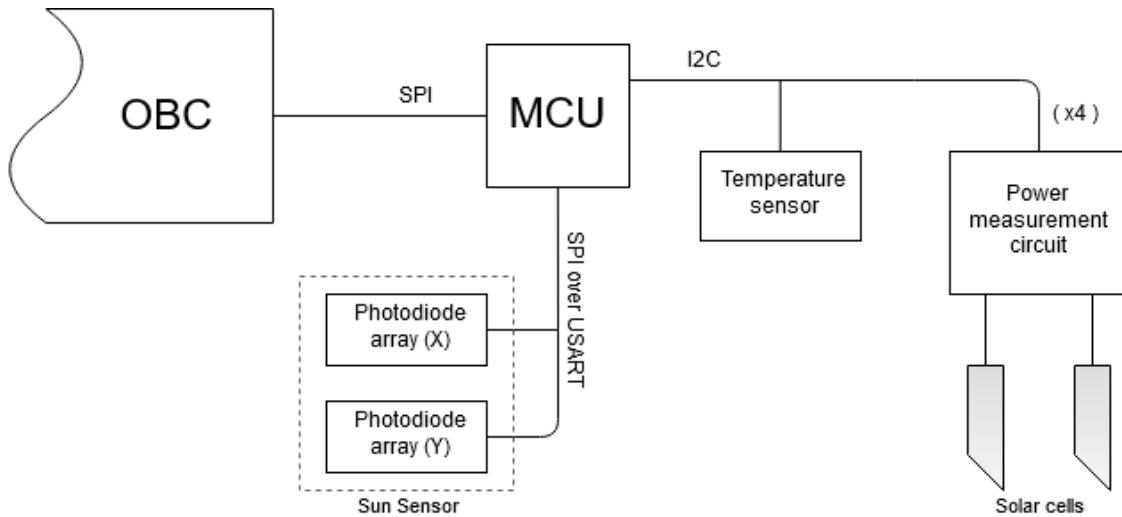 OBC
SPI
MCU
I2C
( x4 )
Temperature
sensor
Power
measurement
circuit
SPI over USART
Photodiode
array (X)
Photodiode
array (Y)
Sun Sensor
Solar cells